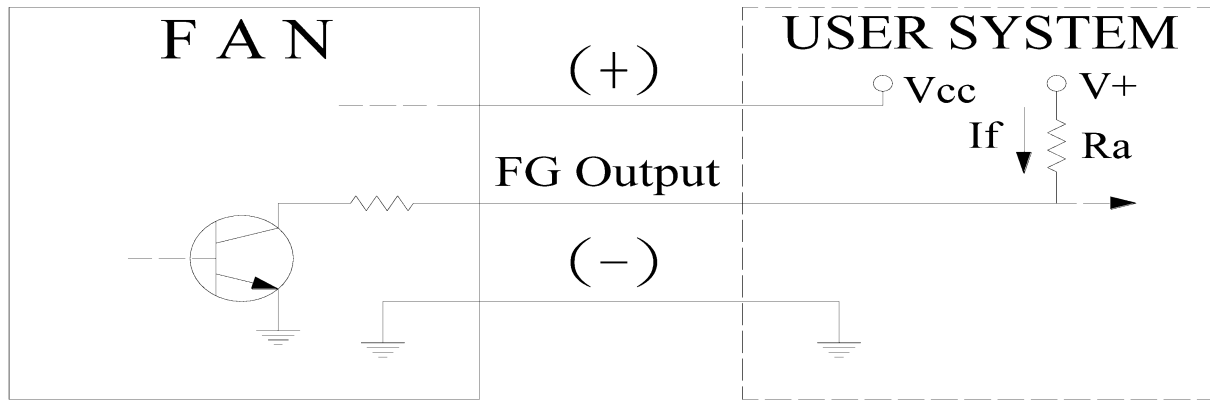 F A N
USER SYSTEM
(+)
Vcc
V+
If
Ra
FG Output
(-)